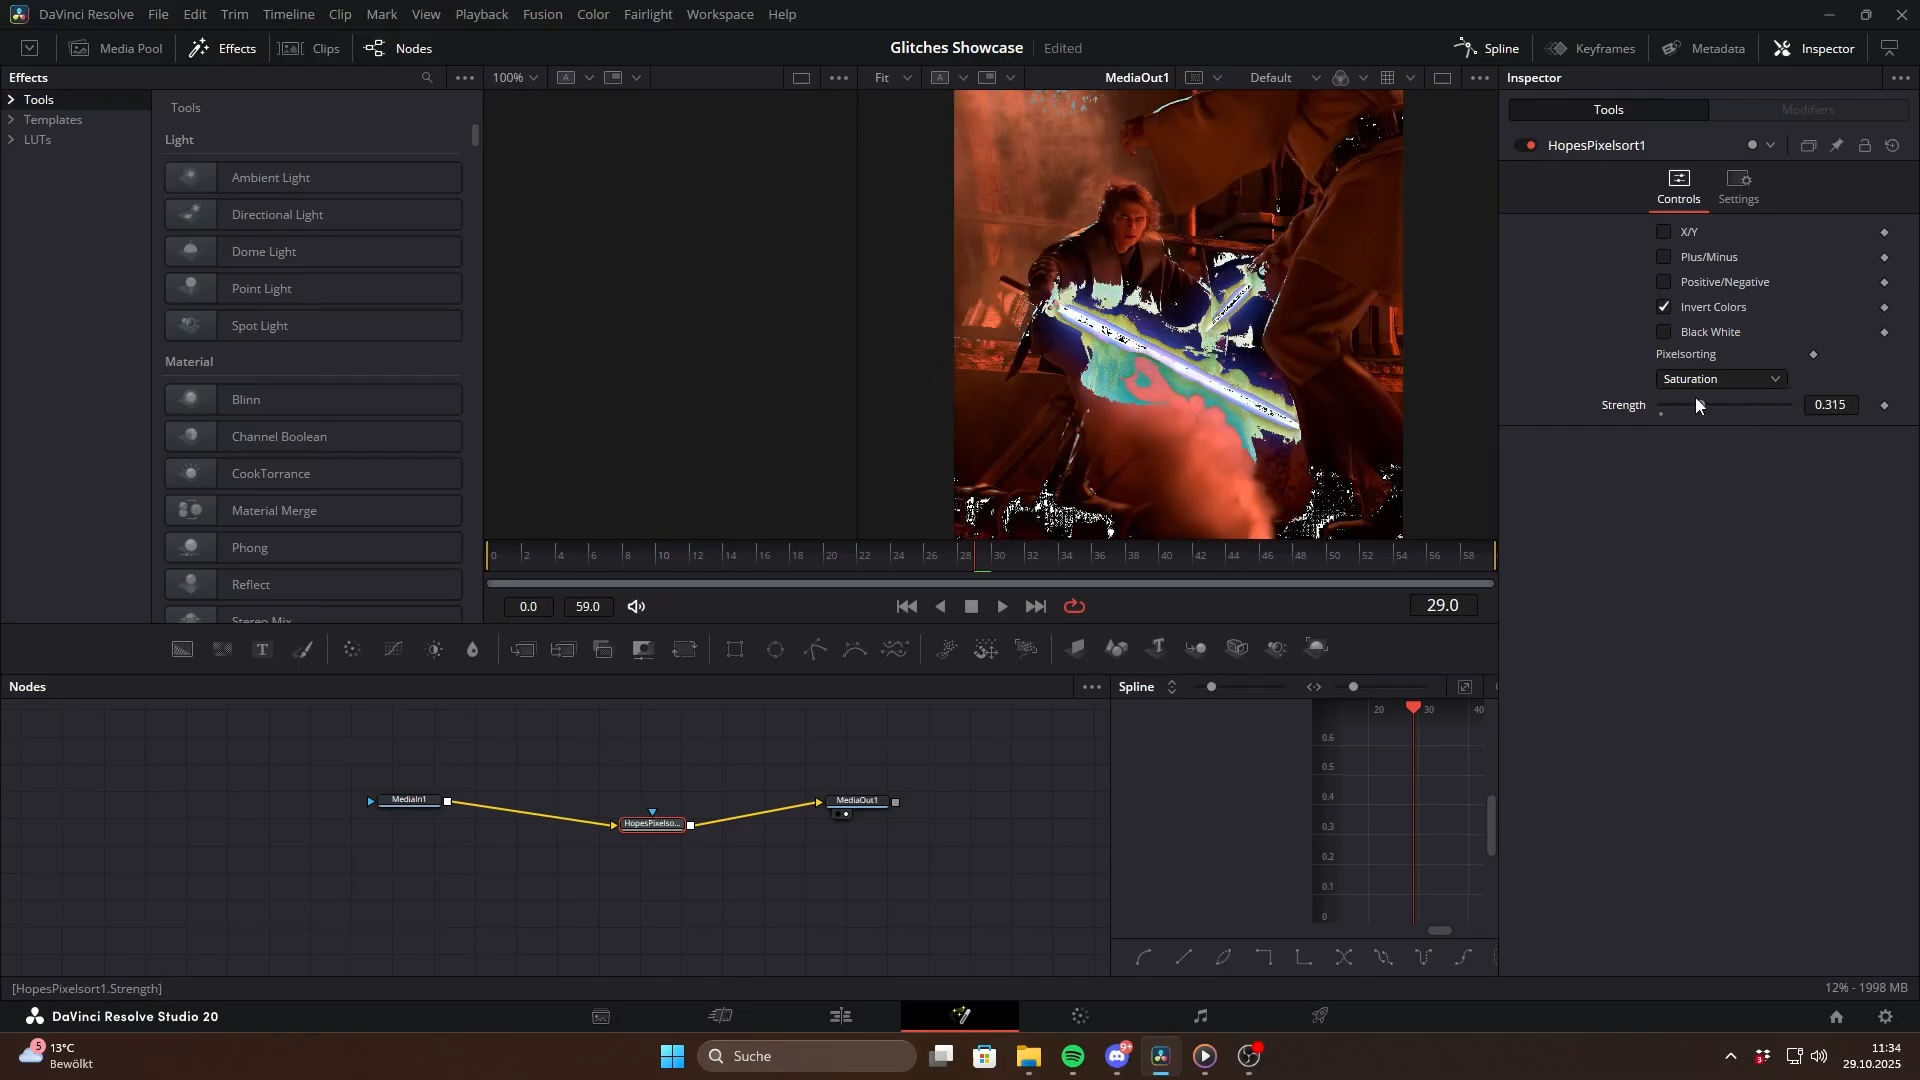 DaVinci Resolve File Edit Trim Timeline Clip Mark View Playback Fusion Color Fairlight Workspace Help
Media Pool Effects Clips Nodes Glitches Showcase Edited Spline Keyframes Metadata Inspector
Effects 100% A Fit A MediaOut1 Default Inspector
Tools
Templates
LUTs
Tools
Light
Ambient Light
Directional Light
Dome Light
Point Light
Spot Light
Material
Blinn
Channel Boolean
CookTorrance
Material Merge
Phong
Reflect
Stereo Mix
0 2 4 6 8 10 12 14 16 18 20 22 24 26 28 30 32 34 36 38 40 42 44 46 48 50 52 54 56 58
0.0 59.0 29.0
Tools Modifiers
HopesPixelsort1
Controls Settings
X/Y
Plus/Minus
Positive/Negative
Invert Colors
Black White
Pixelsorting
Saturation
Strength 0.315
T T
Nodes
MediaIn1
HopesPixelso...
MediaOut1
Spline
20 30 40
0.6
0.5
0.4
0.3
0.2
0.1
0
[HopesPixelsort1.Strength] 12% - 1998 MB
DaVinci Resolve Studio 20
5 13°C
Bewölkt
Suche
9+
3
11:34
29.10.2025